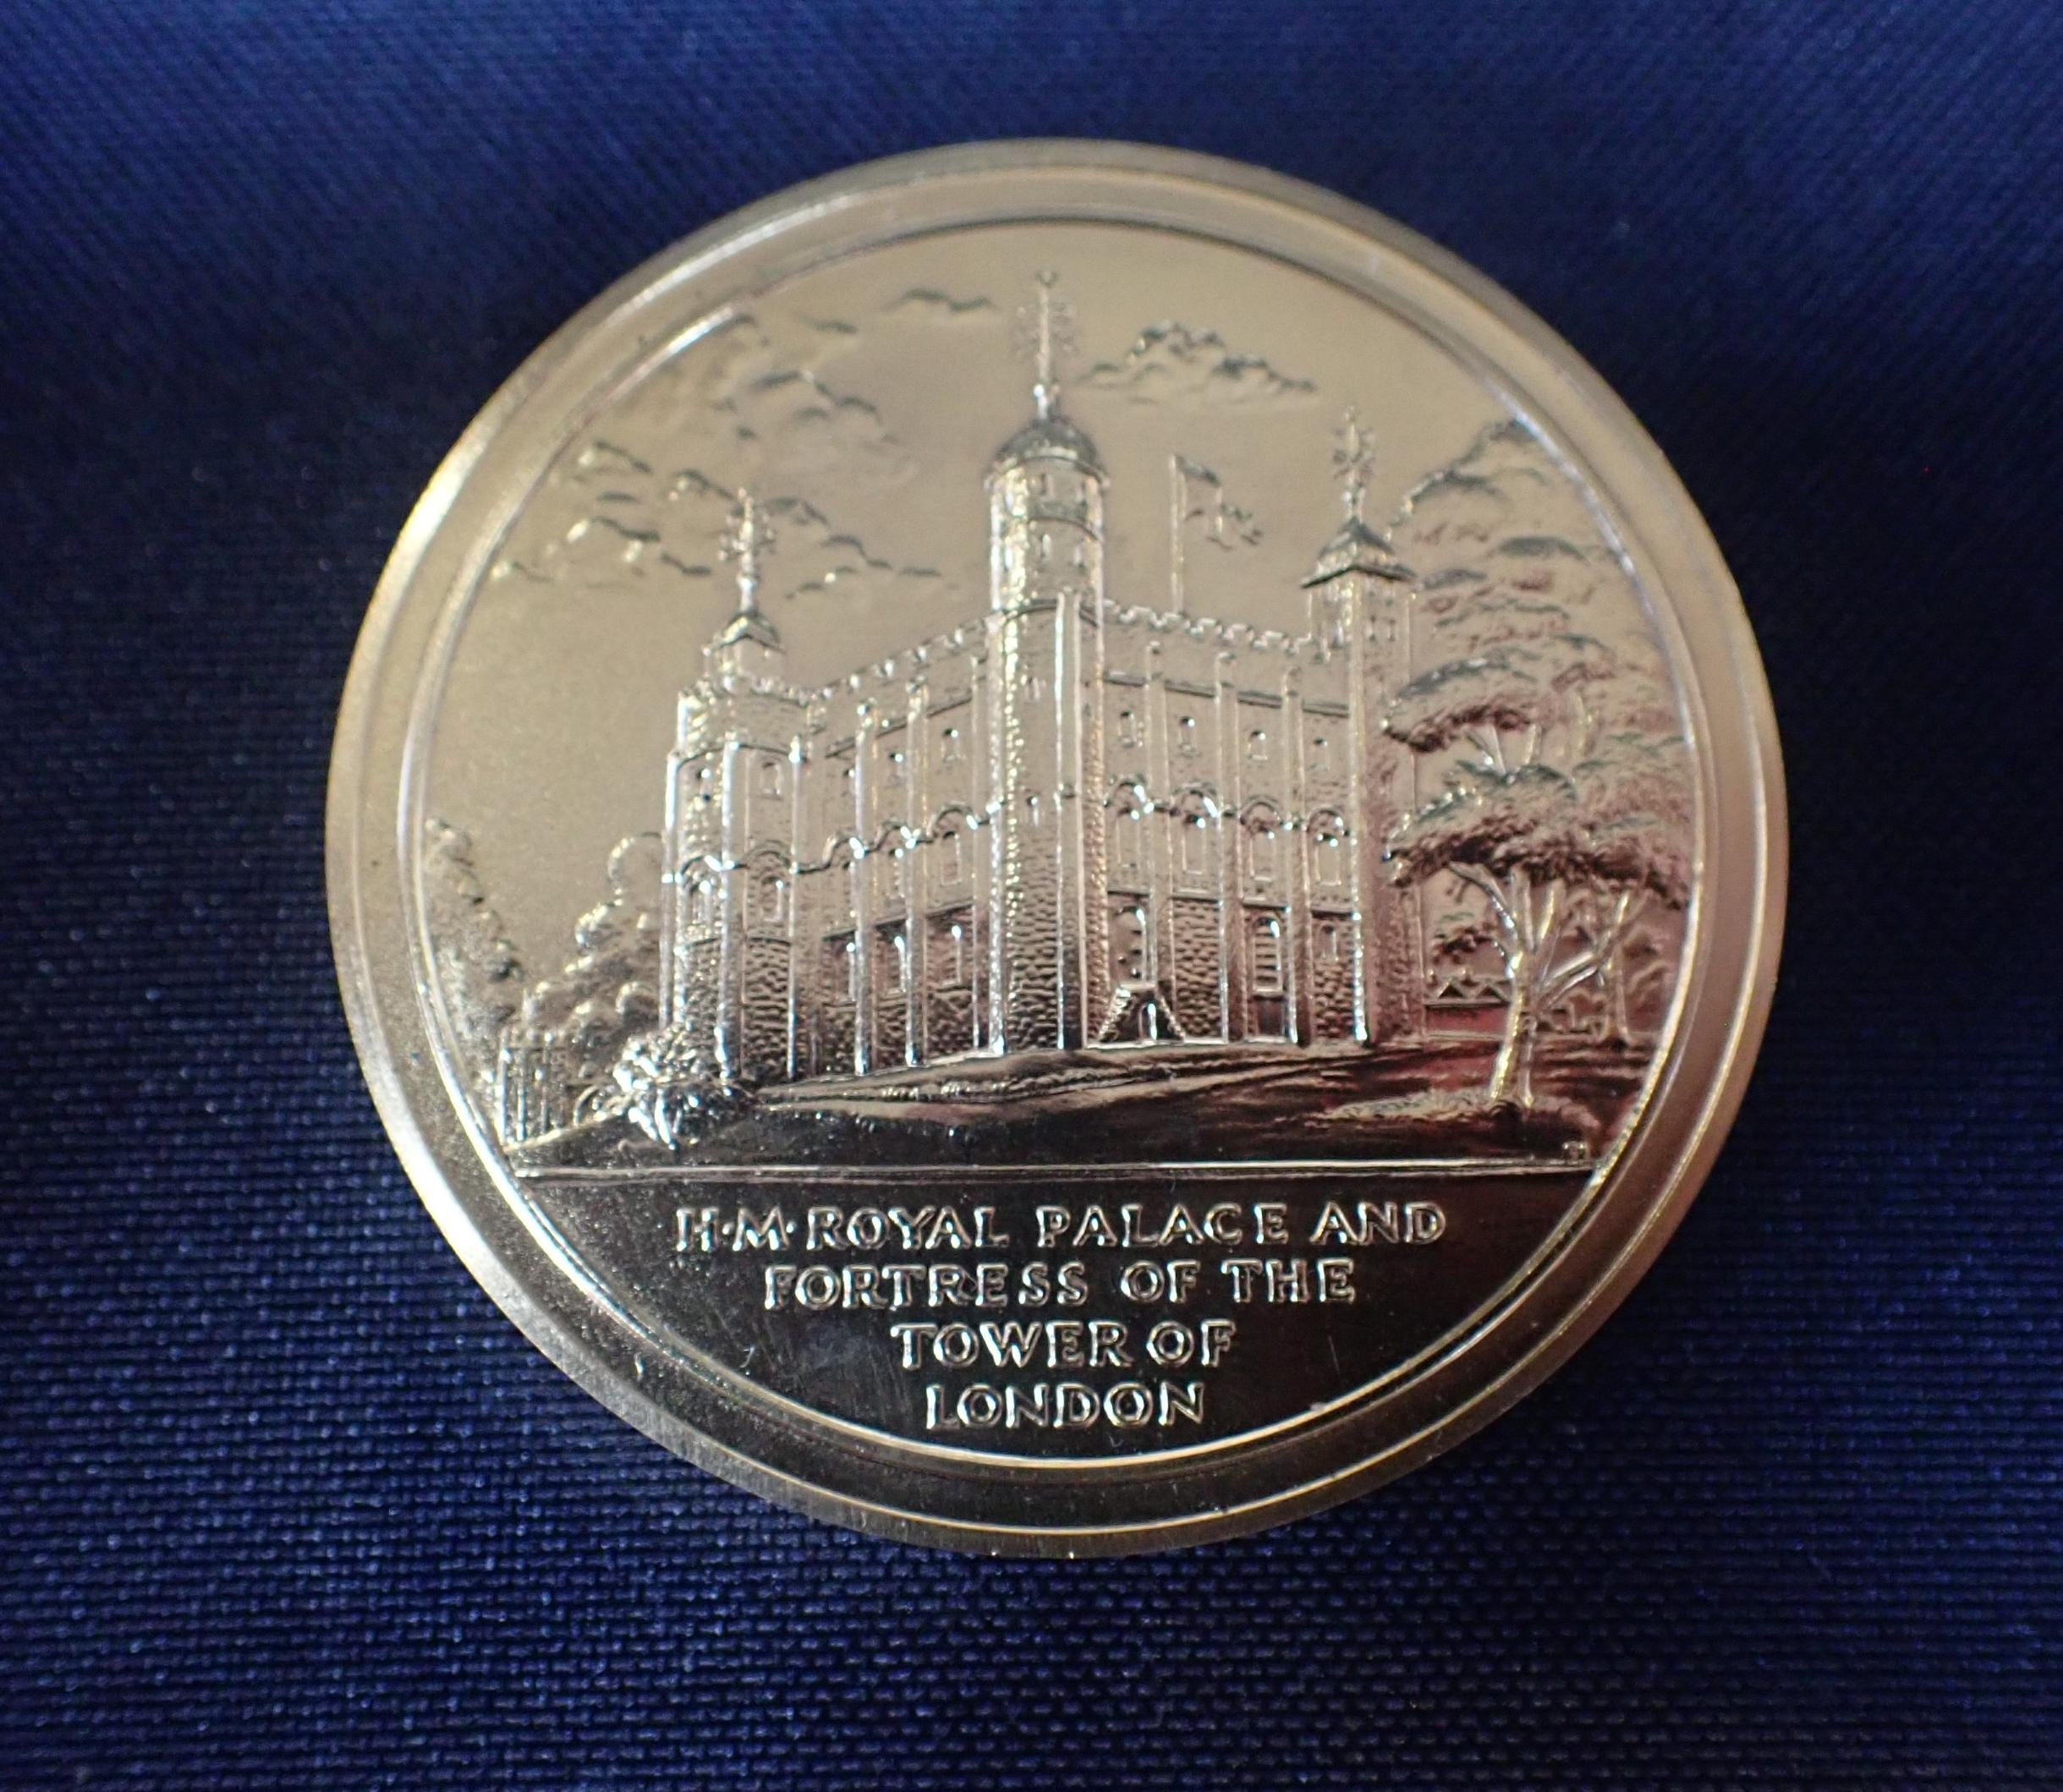 H·M·ROYAL PALACE AND
FORTRESS OF THE
TOWER OF
LONDON